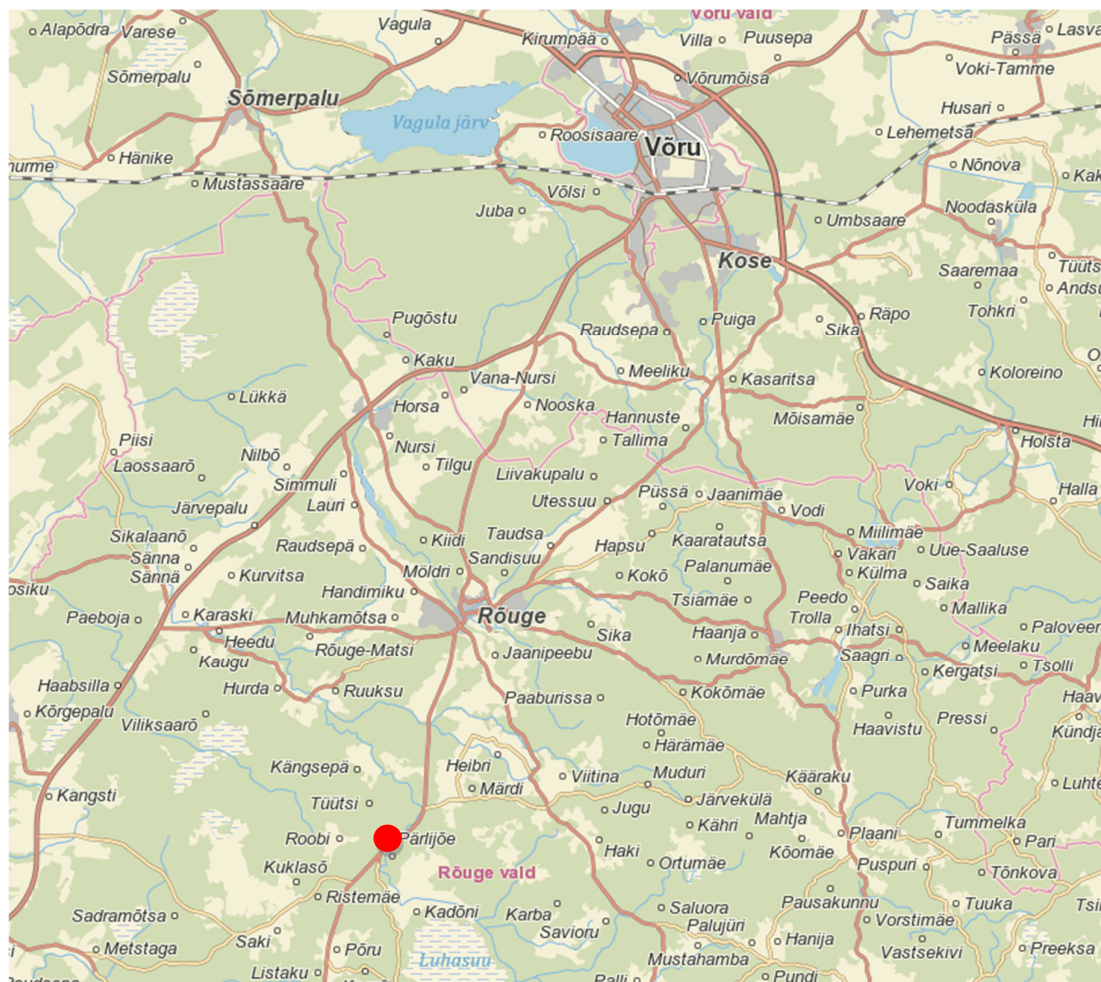 Võru vald
Alapõdra
Varese
Vagula
Kirumpää
Villa
Puusepa
Pässä
Lasva
Sõmerpalu
Võrumõisa
Voki-Tamme
Sõmerpalu
Husari
Vagula järv
Roosisaare
Võru
Lehemetsa
nurme
Hänike
Nõnova
Kak
Mustassaare
Võlsi
Juba
Umbsaare
Noodasküla
Kose
Saaremaa
Tüüts
Andsu
Tohkri
Pugõstu
Raudsepa
Puiga
Sika
Räpo
Kaku
Vana-Nursi
Meeliku
Kasaritsa
Koloreino
Lükkä
Horsa
Nooska
Hannuste
Mõisamäe
Piisi
Nursi
Tallima
Holsta
Laossaarõ
Nilbõ
Tilgu
Simmuli
Liivakupalu
Püssä
Jaanimäe
Voki
Halla
Järvepalu
Lauri
Utessuu
Vodi
Sikalaanõ
Kiidi
Taudsa
Hapsu
Kaaratautsa
Miilimäe
Sänna
Raudsepä
Sandisuu
Vakari
Uue-Saaluse
Sännä
Kurvitsa
Möldri
Kokõ
Palanumäe
Külma
osiku
Handimiku
Saika
Paeboja
Karaski
Muhkamõtsa
Rõuge
Tsiamäe
Peedo
Mallika
Heedu
Sika
Haanja
Trolla
Ihatsi
Paloveer
Kaugu
Rõuge-Matsi
Jaanipeebu
Murdõmäe
Saagri
Meelaku
Kergatsi
Tsolli
Haabsilla
Hurda
Ruuksu
Paaburissa
Kokõmäe
Purka
Haav
Kõrgepalu
Viliksaarõ
Hotõmäe
Haavistu
Pressi
Kündja
Härämäe
Kängsepä
Heibri
Viitina
Muduri
Kääraku
Luhte
Kangsti
Märdi
Tüütsi
Jugu
Järvekülä
Roobi
Pärlijõe
Kähri
Mahtja
Plaani
Tummelka
Pari
Haki
Kõomäe
Kuklasõ
Rõuge vald
Ortumäe
Puspuri
Tõnkova
Ristemäe
Pausakunnu
Sadramõtsa
Kadõni
Karba
Saluora
Vorstimäe
Tuuka
Tsil
Saki
Savioru
Palujüri
Hanija
Metstaga
Põru
Vastsekivi
Preeksa
Luhasuu
Mustahamba
Listaku
Palli
Pundi